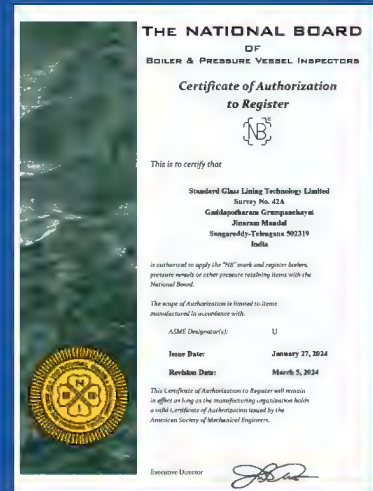 THE NATIONAL BOARD
OF
BOILER & PRESSURE VESSEL INSPECTORS
Certificate of Authorization
to Register
NB
This is to certify that
Standard Glass Lining Technology Limited
Survey No. 42A
Gaddapotharam Grampanchayat
Jinaram Mandal
Sangareddy-Telengana 502319
India
is authorized to apply the "NB" mark and register boilers,
pressure vessels or other pressure retaining items with the
National Board.
The scope of Authorization is limited to items
manufactured in accordance with:
ASME Designator(s): U
Issue Date: January 27, 2024
Revision Date: March 5, 2024
This Certificate of Authorization to Register will remain
in effect as long as the manufacturing organization holds
a valid Certificate of Authorization issued by the
American Society of Mechanical Engineers.
Executive Director